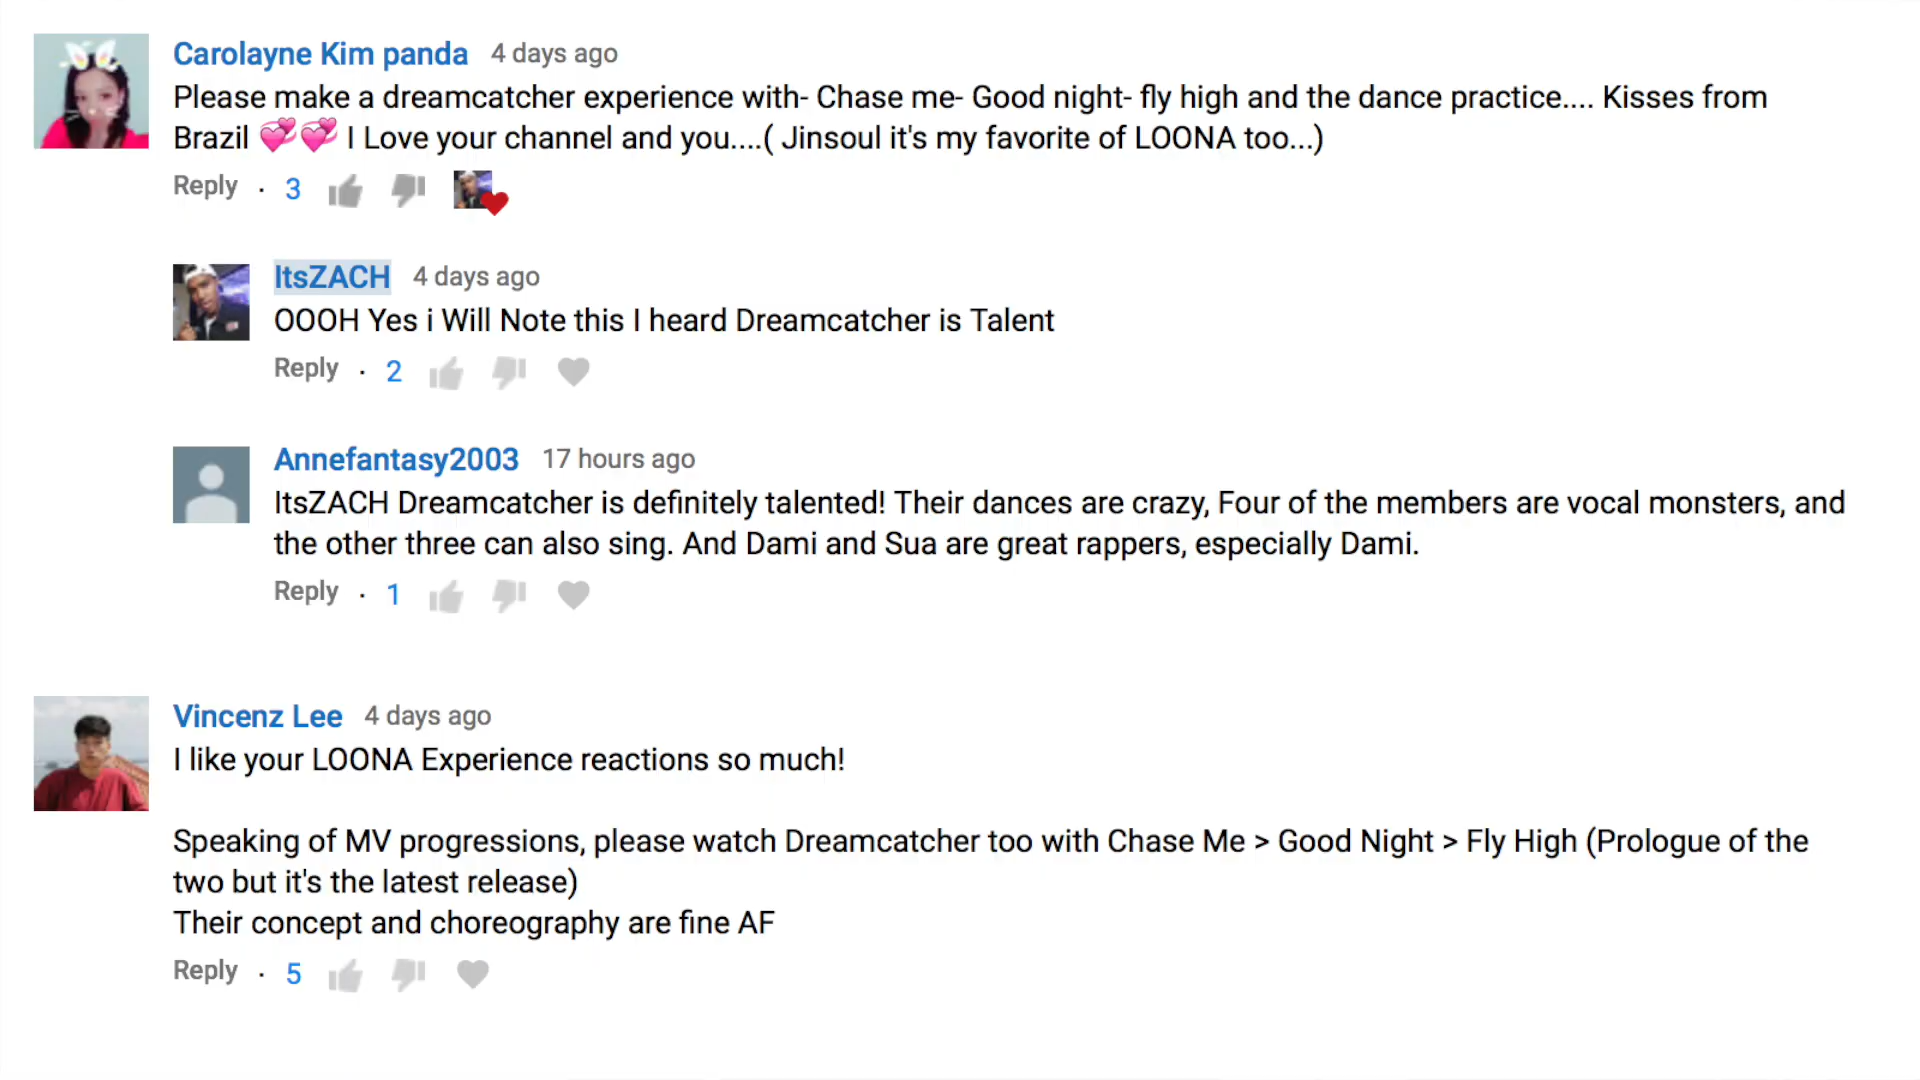 Carolayne Kim panda 4 days ago
Please make a dreamcatcher experience with- Chase me- Good night- fly high and the dance practice.... Kisses from
Brazil 💞💞 I Love your channel and you....( Jinsoul it's my favorite of LOONA too...)
Reply · 3
ItsZACH 4 days ago
OOOH Yes i Will Note this I heard Dreamcatcher is Talent
Reply · 2
Annefantasy2003 17 hours ago
ItsZACH Dreamcatcher is definitely talented! Their dances are crazy, Four of the members are vocal monsters, and
the other three can also sing. And Dami and Sua are great rappers, especially Dami.
Reply · 1
Vincenz Lee 4 days ago
I like your LOONA Experience reactions so much!
Speaking of MV progressions, please watch Dreamcatcher too with Chase Me > Good Night > Fly High (Prologue of the
two but it's the latest release)
Their concept and choreography are fine AF
Reply · 5